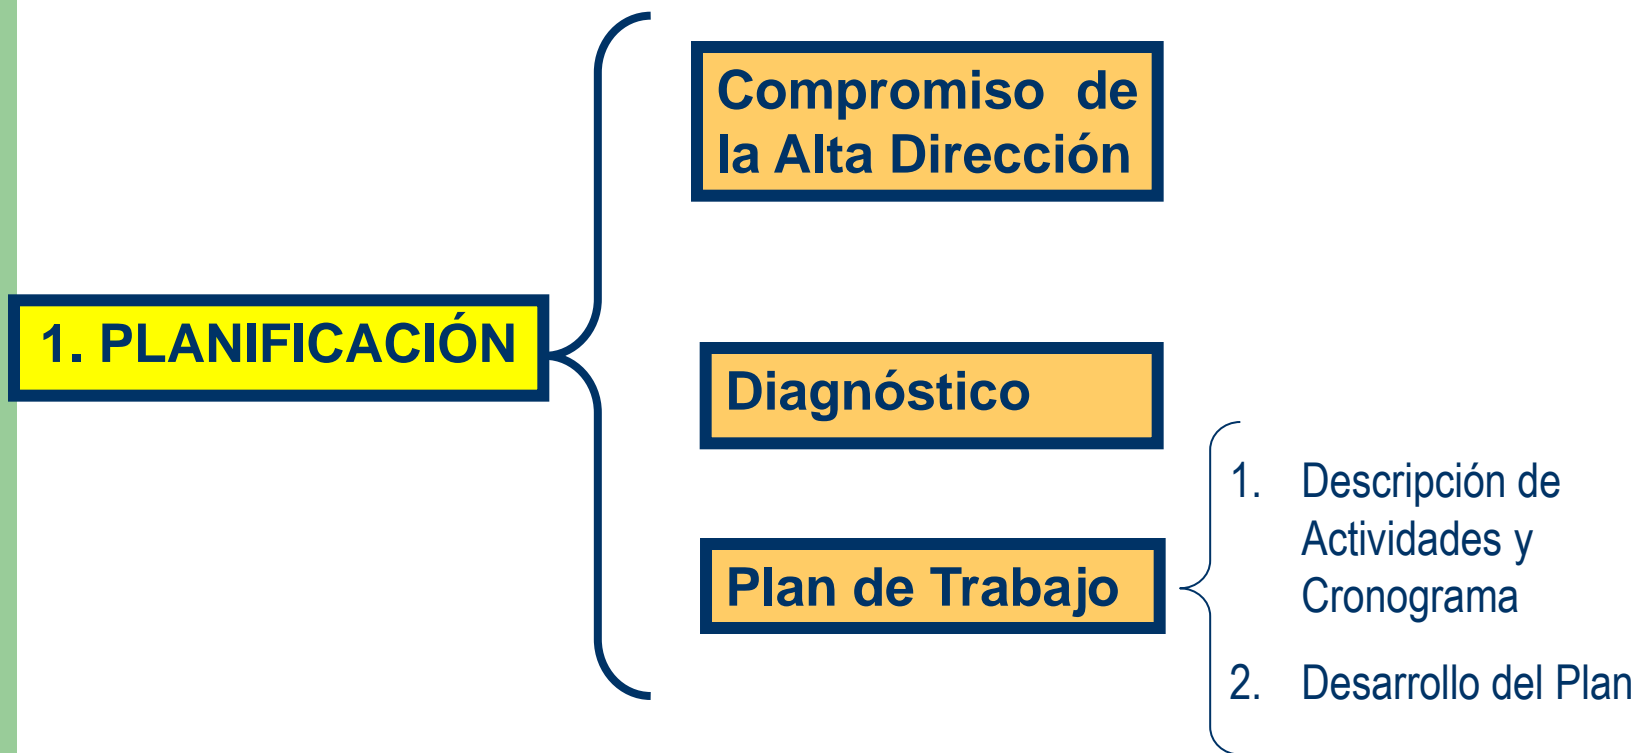 Compromiso de
la Alta Dirección
1. PLANIFICACIÓN
Diagnóstico
Plan de Trabajo
1. Descripción de
Actividades y
Cronograma
2. Desarrollo del Plan